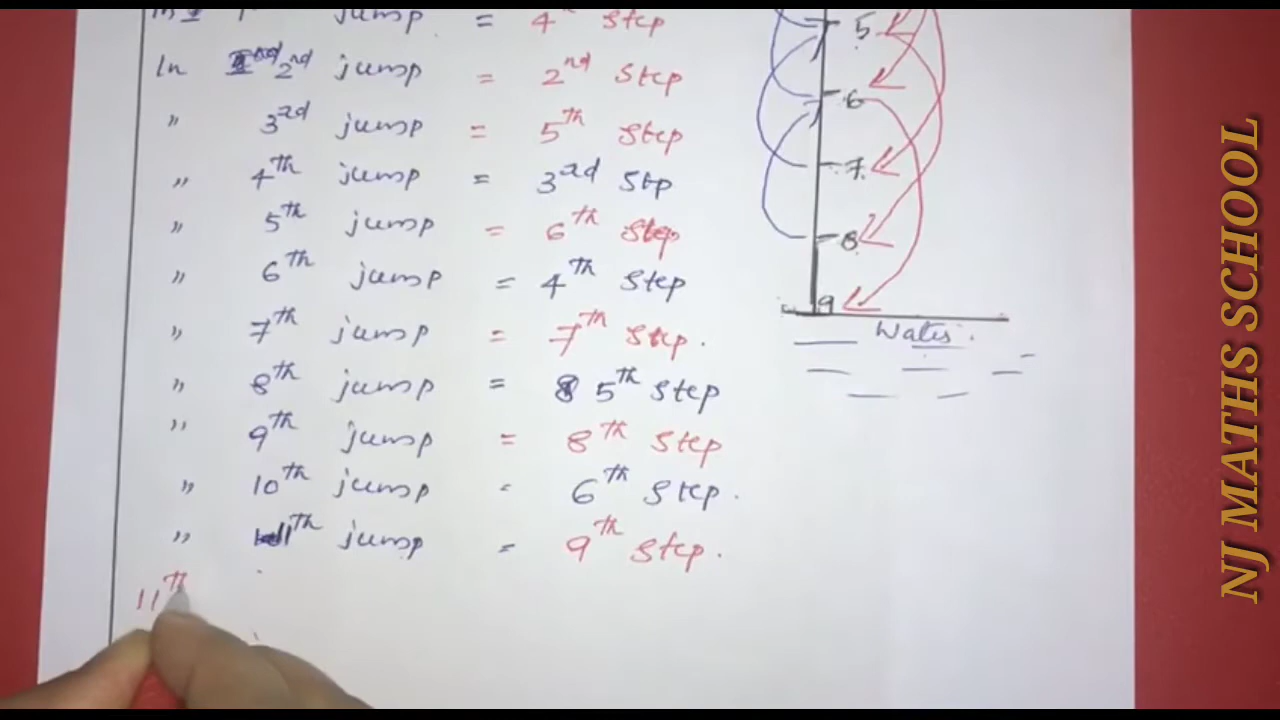 1 jump = 4 Step
In 2nd jump = 2nd Step
" 3rd jump = 5th Step
" 4th jump = 3rd Stp
" 5th jump = 6th Step
" 6th jump = 4th Step
" 7th jump = 7th Step.
" 8th jump = 5th Step
" 9th jump = 8th Step
" 10th jump = 6th Step.
" 11th jump = 9th Step.
11th
5
6
7
8
9
Water.
NJ MATHS SCHOOL